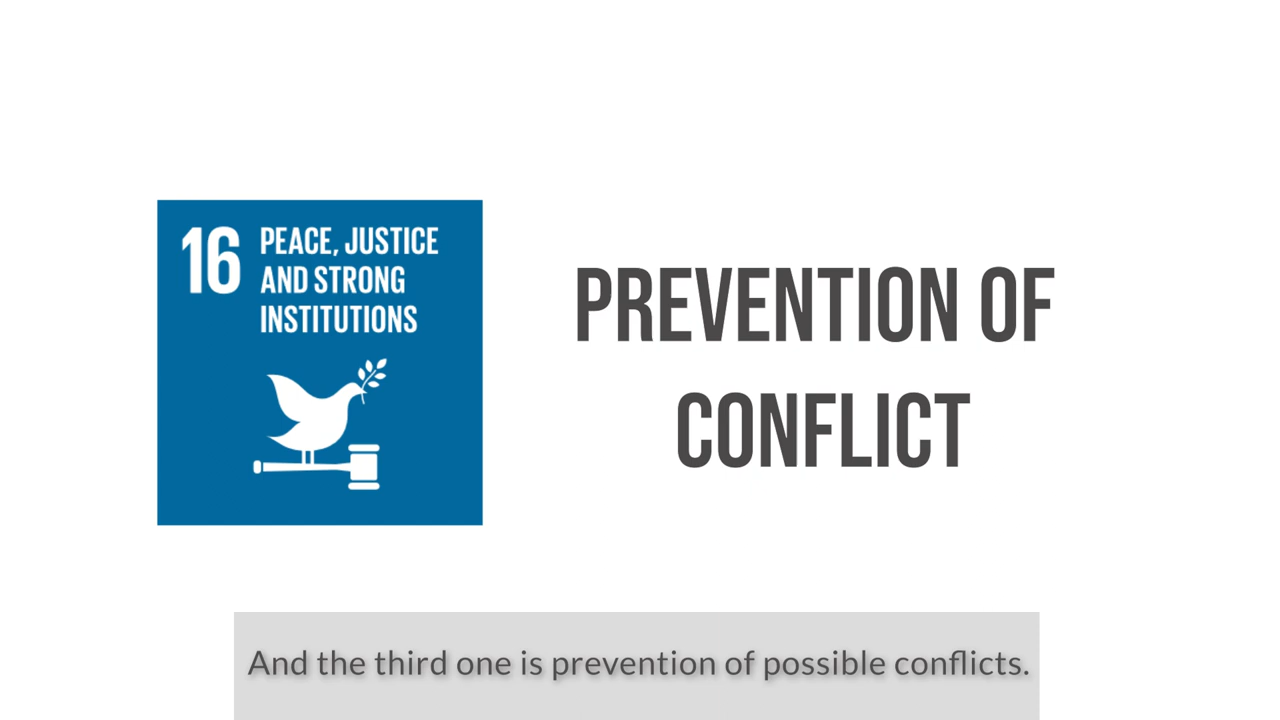 16
PEACE, JUSTICE
AND STRONG
INSTITUTIONS
PREVENTION OF
CONFLICT
And the third one is prevention of possible conflicts.